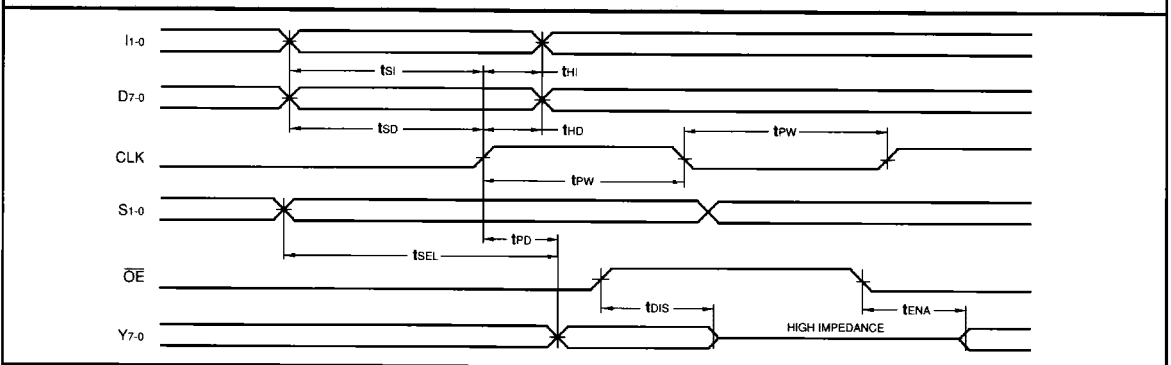 I1-0
tSI tHI
D7-0
tSD tHD tPW
CLK
tPW
S1-0
tPD
tSEL
OE
tDIS tENA
HIGH IMPEDANCE
Y7-0